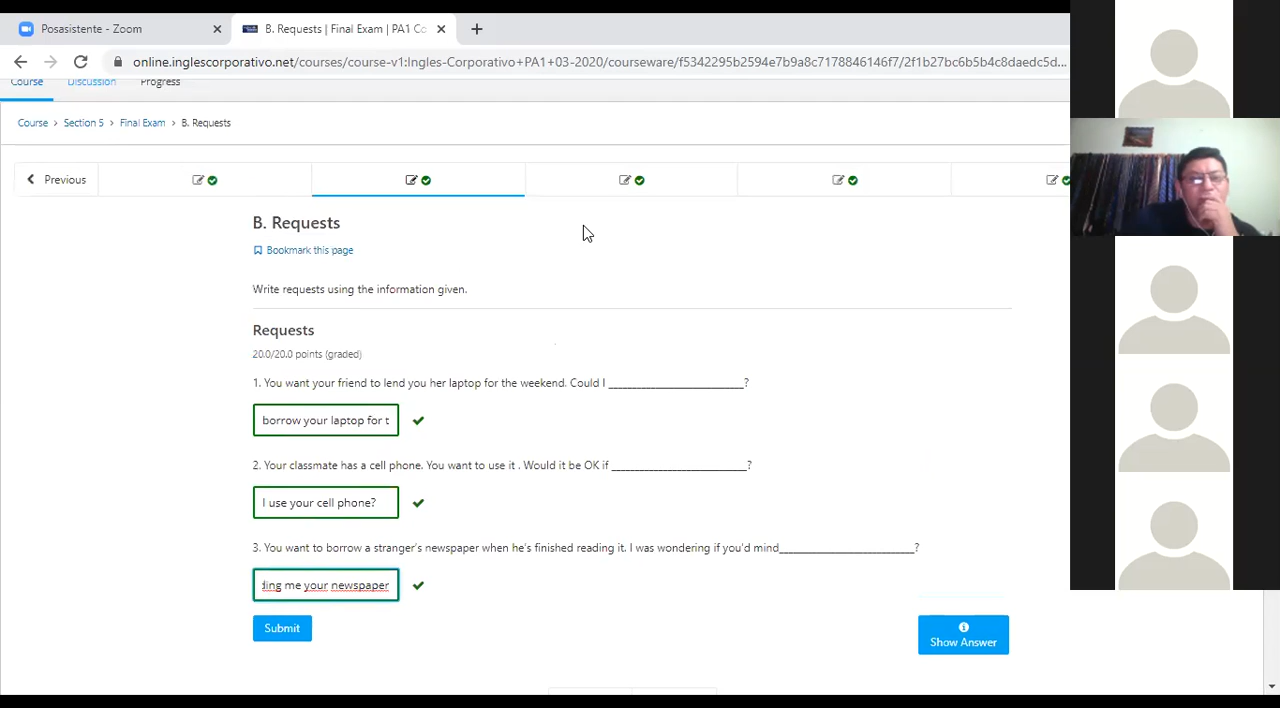 Posasistente - Zoom
B. Requests | Final Exam | PA1 Co
online.inglescorporativo.net/courses/course-v1:Ingles-Corporativo+PA1+03-2020/courseware/f5342295b2594e7b9a8c7178846146f7/2f1b27bc6b5b4c8daedc5d...
Course Discussion Progress
Course > Section 5 > Final Exam > B. Requests
Previous
B. Requests
Bookmark this page
Write requests using the information given.
Requests
20.0/20.0 points (graded)
1. You want your friend to lend you her laptop for the weekend. Could I __________________________?
borrow your laptop for t
2. Your classmate has a cell phone. You want to use it . Would it be OK if __________________________?
I use your cell phone?
3. You want to borrow a stranger's newspaper when he's finished reading it. I was wondering if you'd mind__________________________?
ding me your newspaper
Submit
Show Answer